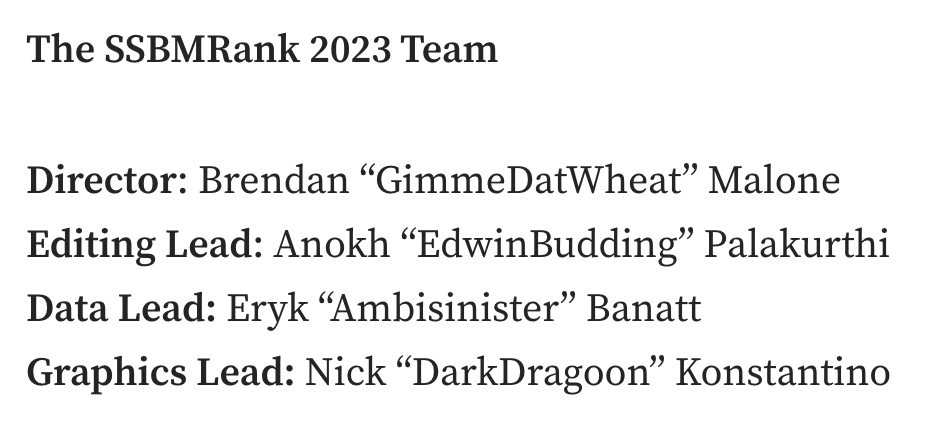 The SSBMRank 2023 Team
Director: Brendan “GimmeDatWheat” Malone
Editing Lead: Anokh “EdwinBudding” Palakurthi
Data Lead: Eryk “Ambisinister” Banatt
Graphics Lead: Nick “DarkDragoon” Konstantino